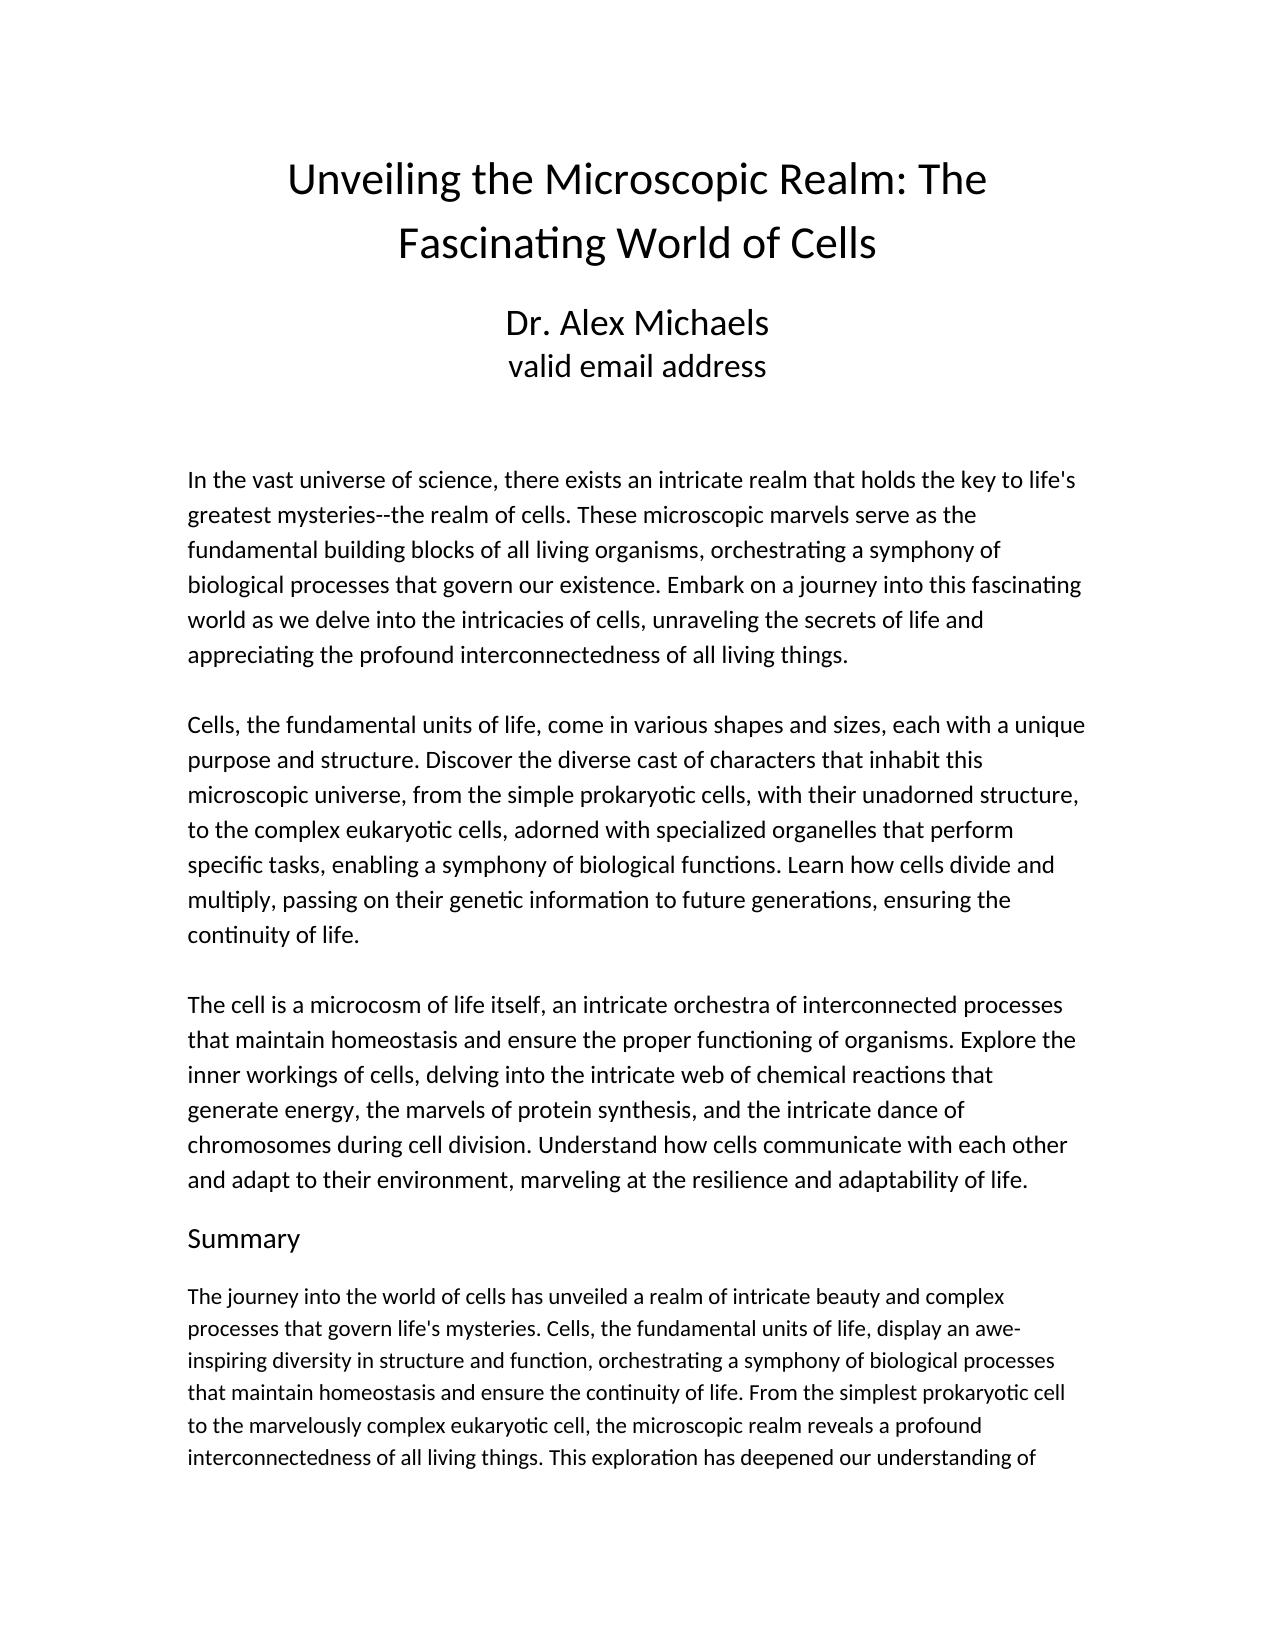 Unveiling the Microscopic Realm: The
Fascinating World of Cells
Dr. Alex Michaels
valid email address
In the vast universe of science, there exists an intricate realm that holds the key to life's
greatest mysteries--the realm of cells. These microscopic marvels serve as the
fundamental building blocks of all living organisms, orchestrating a symphony of
biological processes that govern our existence. Embark on a journey into this fascinating
world as we delve into the intricacies of cells, unraveling the secrets of life and
appreciating the profound interconnectedness of all living things.
Cells, the fundamental units of life, come in various shapes and sizes, each with a unique
purpose and structure. Discover the diverse cast of characters that inhabit this
microscopic universe, from the simple prokaryotic cells, with their unadorned structure,
to the complex eukaryotic cells, adorned with specialized organelles that perform
specific tasks, enabling a symphony of biological functions. Learn how cells divide and
multiply, passing on their genetic information to future generations, ensuring the
continuity of life.
The cell is a microcosm of life itself, an intricate orchestra of interconnected processes
that maintain homeostasis and ensure the proper functioning of organisms. Explore the
inner workings of cells, delving into the intricate web of chemical reactions that
generate energy, the marvels of protein synthesis, and the intricate dance of
chromosomes during cell division. Understand how cells communicate with each other
and adapt to their environment, marveling at the resilience and adaptability of life.
Summary
The journey into the world of cells has unveiled a realm of intricate beauty and complex
processes that govern life's mysteries. Cells, the fundamental units of life, display an awe-
inspiring diversity in structure and function, orchestrating a symphony of biological processes
that maintain homeostasis and ensure the continuity of life. From the simplest prokaryotic cell
to the marvelously complex eukaryotic cell, the microscopic realm reveals a profound
interconnectedness of all living things. This exploration has deepened our understanding of